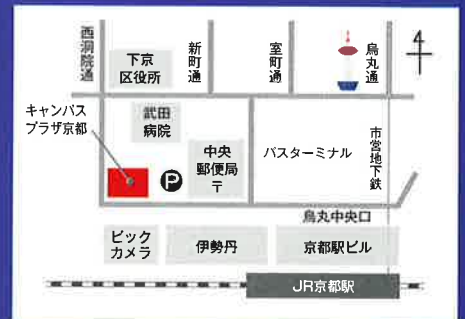 西洞院通
新町通
室町通
烏丸通
4
下京
区役所
キャンパス
プラザ京都
武田
病院
中央
郵便局
〒
P
バスターミナル
市営地下鉄
烏丸中央口
ビック
カメラ
伊勢丹
京都駅ビル
JR京都駅